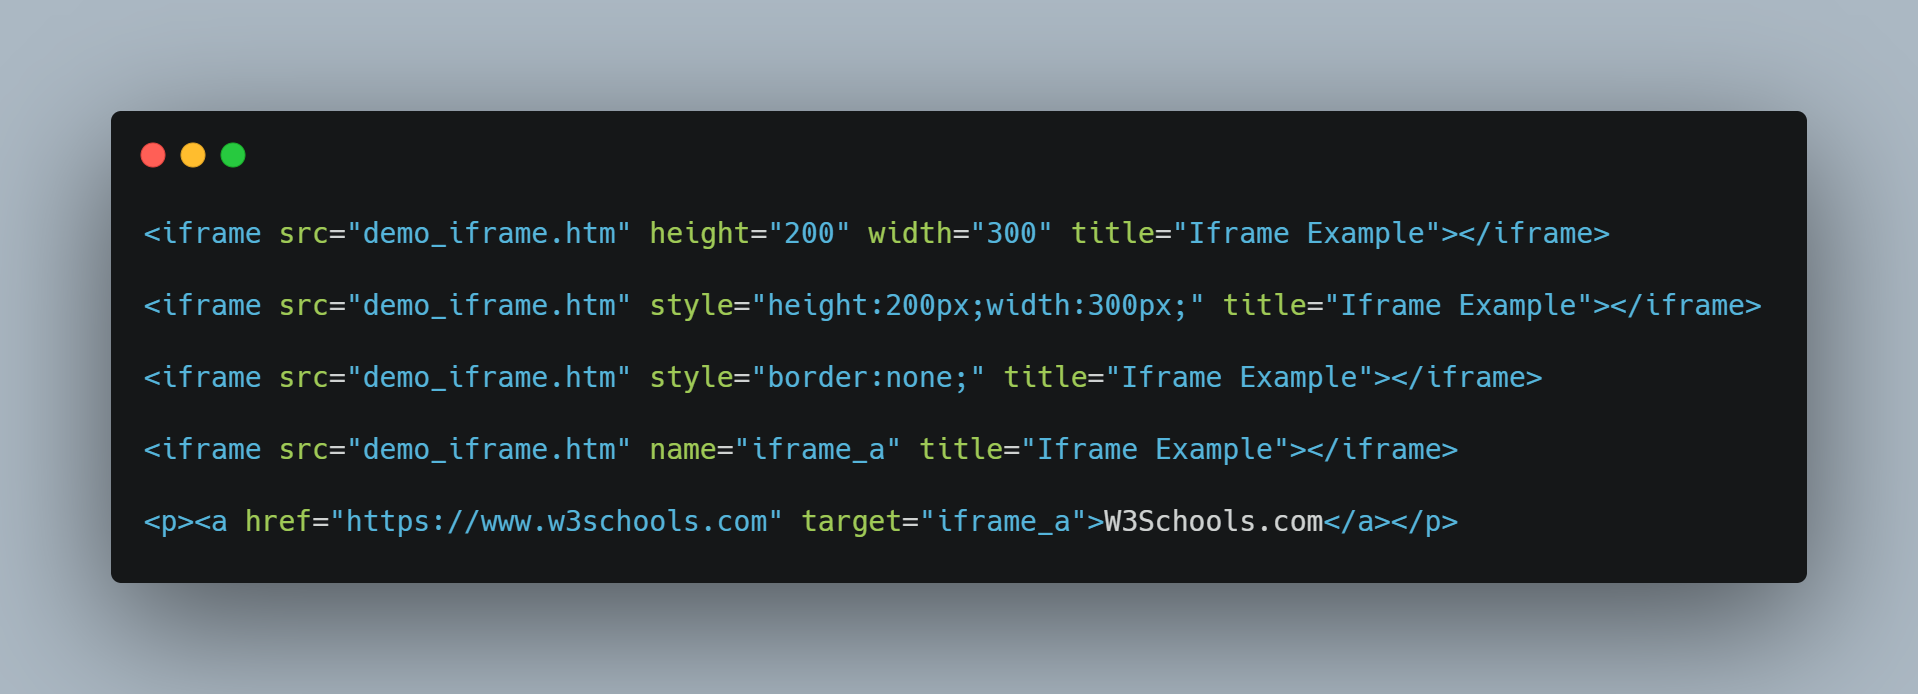 <iframe src="demo_iframe.htm" height="200" width="300" title="Iframe Example"></iframe>
<iframe src="demo_iframe.htm" style="height:200px;width:300px;" title="Iframe Example"></iframe>
<iframe src="demo_iframe.htm" style="border:none;" title="Iframe Example"></iframe>
<iframe src="demo_iframe.htm" name="iframe_a" title="Iframe Example"></iframe>
<p><a href="https://www.w3schools.com" target="iframe_a">W3Schools.com</a></p>